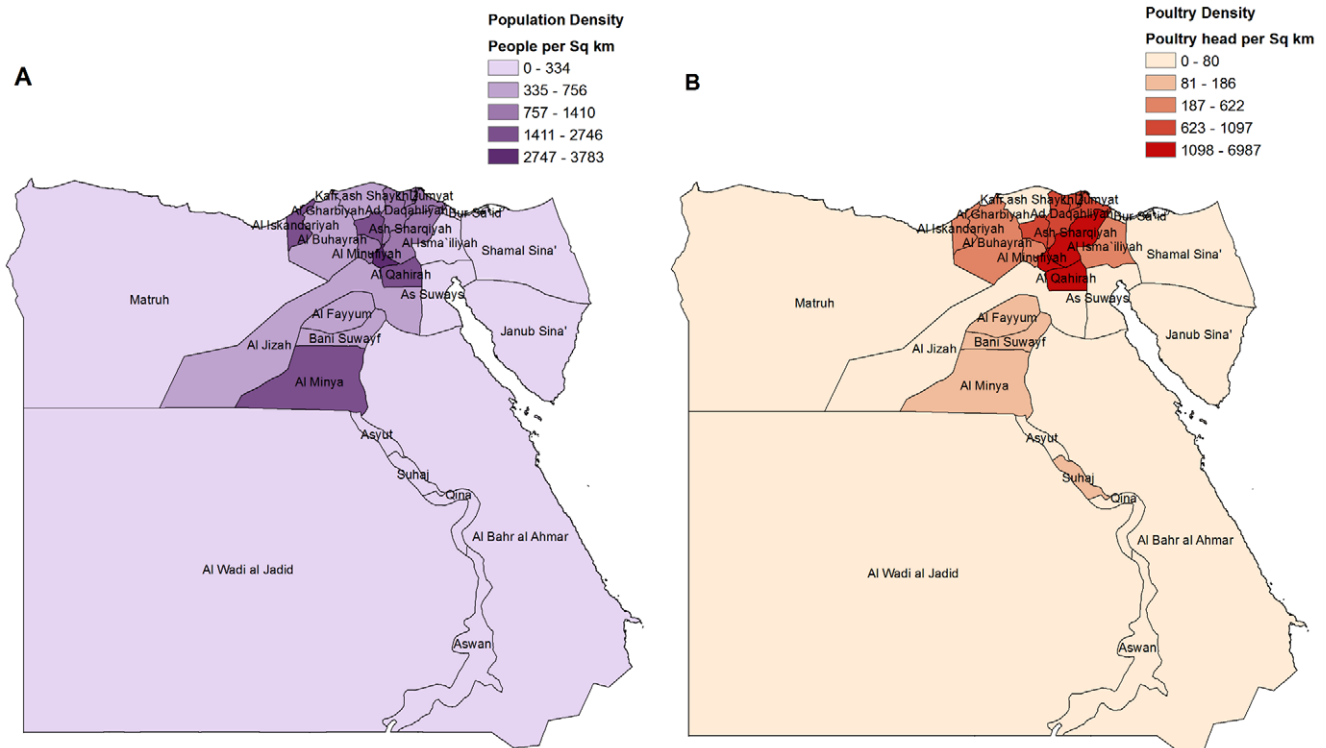 A
Population Density
People per Sq km
0 - 334
335 - 756
757 - 1410
1411 - 2746
2747 - 3783
Kafr ash Shaykh
Dumyat
Al Gharbiyah
Ad Daqahliyah
Bur Sa'id
Al Iskandariyah
Ash Sharqiyah
Al Buhayrah
Al Isma`iliyah
Al Minufiyah
Shamal Sina'
Al Qahirah
Matruh
As Suways
Al Fayyum
Janub Sina'
Al Jizah
Bani Suwayf
Al Minya
Asyut
Suhaj
Qina
Al Bahr al Ahmar
Al Wadi al Jadid
Aswan
B
Poultry Density
Poultry head per Sq km
0 - 80
81 - 186
187 - 622
623 - 1097
1098 - 6987
Kafr ash Shaykh
Dumyat
Al Gharbiyah
Ad Daqahliyah
Bur Sa'id
Al Iskandariyah
Ash Sharqiyah
Al Buhayrah
Al Isma`iliyah
Al Minufiyah
Shamal Sina'
Al Qahirah
Matruh
As Suways
Al Fayyum
Janub Sina'
Al Jizah
Bani Suwayf
Al Minya
Asyut
Suhaj
Qina
Al Bahr al Ahmar
Al Wadi al Jadid
Aswan